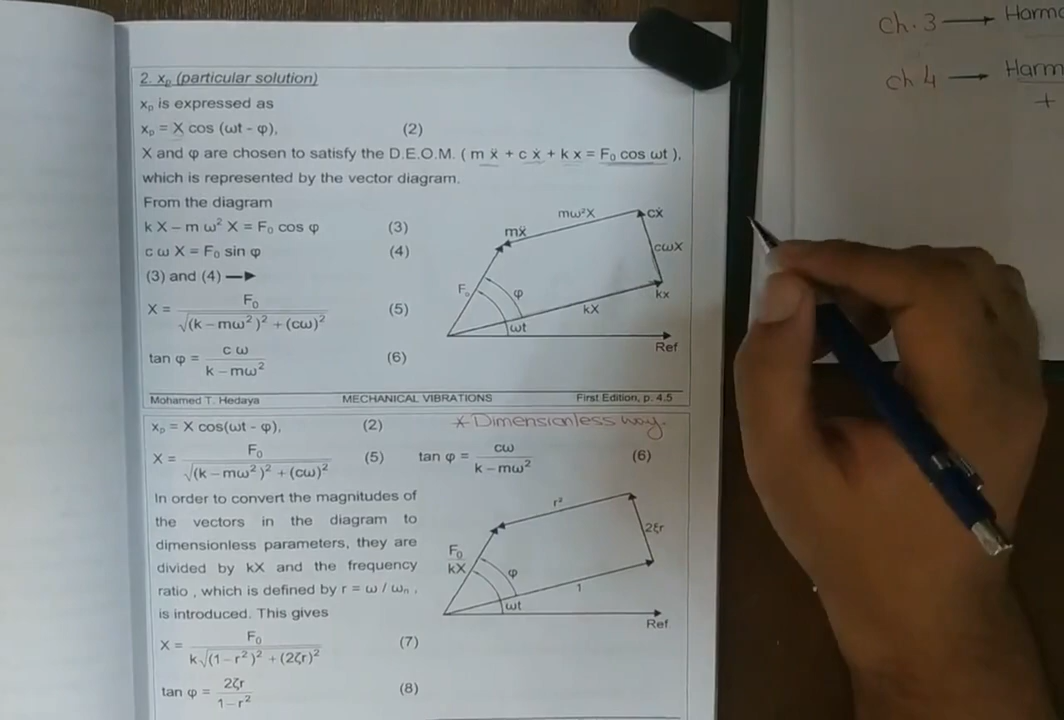 ch.3 → Harmo
ch 4 → Harm
+
2. xₚ (particular solution)
xₚ is expressed as
xₚ = X cos (ωt - φ), (2)
X and φ are chosen to satisfy the D.E.O.M. ( m ẍ + c ẋ + k x = F₀ cos ωt ),
which is represented by the vector diagram.
From the diagram
k X – m ω² X = F₀ cos φ (3)
c ω X = F₀ sin φ (4)
(3) and (4) →
X = F₀ / √((k – mω²)² + (cω)²) (5)
tan φ = c ω / (k – mω²) (6)
mω²X
cẋ
mẍ
cωX
F₀
φ
kx
kX
ωt
Ref
Mohamed T. Hedaya MECHANICAL VIBRATIONS First Edition, p. 4.5
* Dimensionless way.
xₚ = X cos(ωt - φ), (2)
X = F₀ / √((k – mω²)² + (cω)²) (5) tan φ = cω / (k – mω²) (6)
In order to convert the magnitudes of
the vectors in the diagram to
dimensionless parameters, they are
divided by kX and the frequency
ratio , which is defined by r = ω / ωₙ ,
is introduced. This gives
X = F₀ / k√((1 – r²)² + (2ζr)²) (7)
tan φ = 2ζr / (1 – r²) (8)
r²
2ξr
F₀
kX
φ
1
ωt
Ref